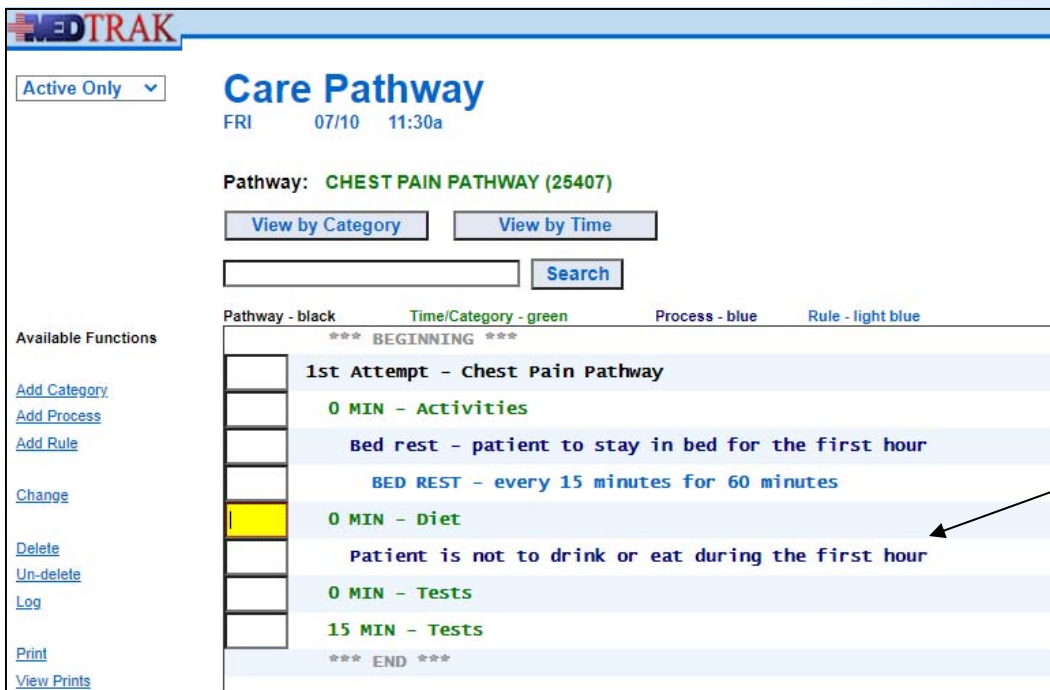 MEDTRAK
Active Only
Care Pathway
FRI 07/10 11:30a
Pathway: CHEST PAIN PATHWAY (25407)
View by Category View by Time
Search
Pathway - black Time/Category - green Process - blue Rule - light blue
Available Functions
Add Category
Add Process
Add Rule
Change
Delete
Un-delete
Log
Print
View Prints
*** BEGINNING ***
1st Attempt - Chest Pain Pathway
0 MIN - Activities
Bed rest - patient to stay in bed for the first hour
BED REST - every 15 minutes for 60 minutes
0 MIN - Diet
Patient is not to drink or eat during the first hour
0 MIN - Tests
15 MIN - Tests
*** END ***